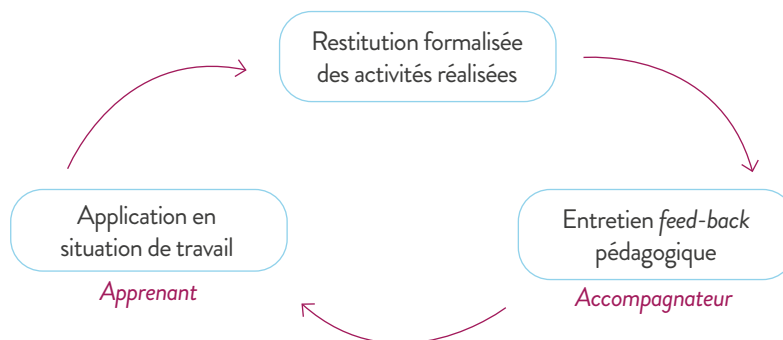 Restitution formalisée
des activités réalisées
Application en
situation de travail
Apprenant
Entretien feed-back
pédagogique
Accompagnateur